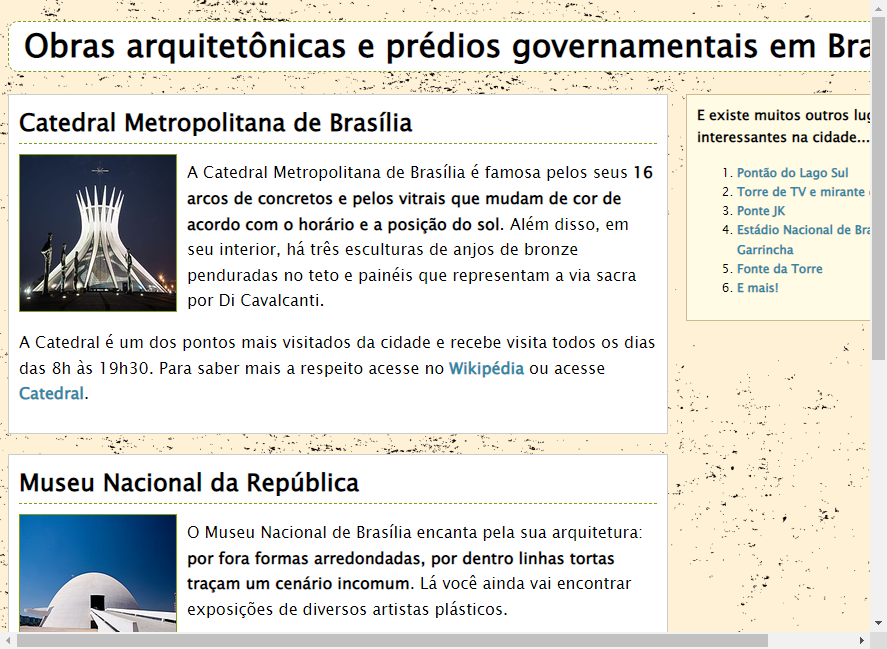 Obras arquitetônicas e prédios governamentais em
Catedral Metropolitana de Brasília
A Catedral Metropolitana de Brasília é famosa pelos seus 16
arcos de concretos e pelos vitrais que mudam de cor de
acordo com o horário e a posição do sol. Além disso, em
seu interior, há três esculturas de anjos de bronze
penduradas no teto e painéis que representam a via sacra
por Di Cavalcanti.
A Catedral é um dos pontos mais visitados da cidade e recebe visita todos os dias
das 8h às 19h30. Para saber mais a respeito acesse no Wikipédia ou acesse
Catedral.
Museu Nacional da República
O Museu Nacional de Brasília encanta pela sua arquitetura:
por fora formas arredondadas, por dentro linhas tortas
traçam um cenário incomum. Lá você ainda vai encontrar
exposições de diversos artistas plásticos.
E existe muitos outros
interessantes na cidade...
1. Pontão do Lago Sul
2. Torre de TV e mirante
3. Ponte JK
4. Estádio Nacional de
Garrincha
5. Fonte da Torre
6. E mais!